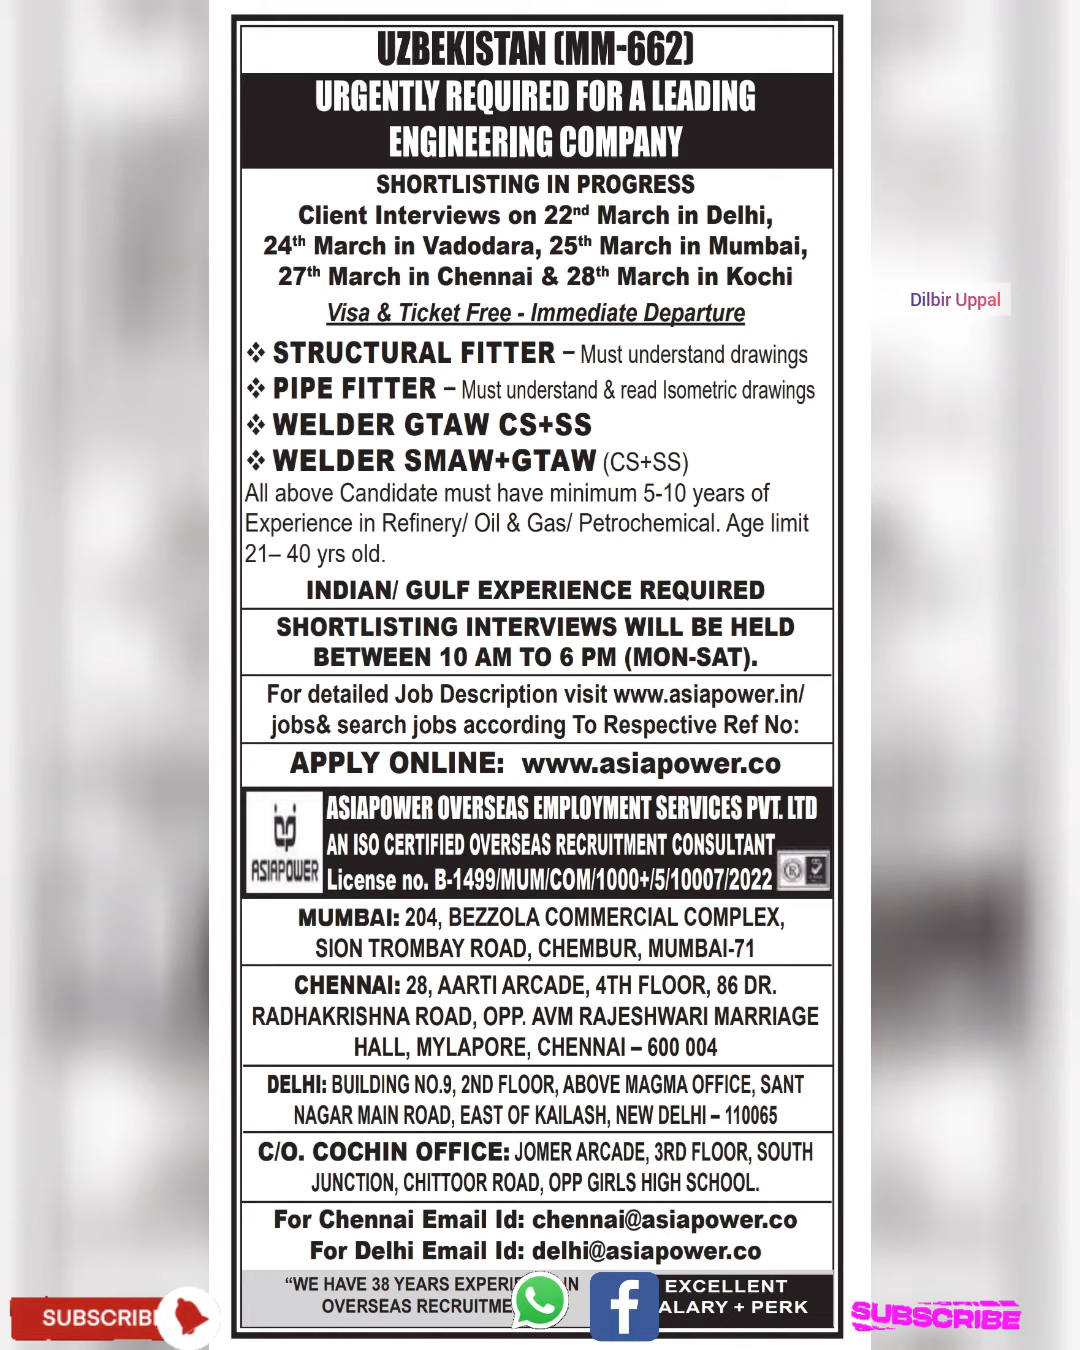 UZBEKISTAN (MM-662)
URGENTLY REQUIRED FOR A LEADING
ENGINEERING COMPANY
SHORTLISTING IN PROGRESS
Client Interviews on 22nd March in Delhi,
24th March in Vadodara, 25th March in Mumbai,
27th March in Chennai & 28th March in Kochi
Visa & Ticket Free - Immediate Departure
Dilbir Uppal
❖ STRUCTURAL FITTER – Must understand drawings
❖ PIPE FITTER – Must understand & read Isometric drawings
❖ WELDER GTAW CS+SS
❖ WELDER SMAW+GTAW (CS+SS)
All above Candidate must have minimum 5-10 years of
Experience in Refinery/ Oil & Gas/ Petrochemical. Age limit
21– 40 yrs old.
INDIAN/ GULF EXPERIENCE REQUIRED
SHORTLISTING INTERVIEWS WILL BE HELD
BETWEEN 10 AM TO 6 PM (MON-SAT).
For detailed Job Description visit www.asiapower.in/
jobs& search jobs according To Respective Ref No:
APPLY ONLINE: www.asiapower.co
ASIAPOWER
ASIAPOWER OVERSEAS EMPLOYMENT SERVICES PVT. LTD
AN ISO CERTIFIED OVERSEAS RECRUITMENT CONSULTANT
License no. B-1499/MUM/COM/1000+/5/10007/2022
MUMBAI: 204, BEZZOLA COMMERCIAL COMPLEX,
SION TROMBAY ROAD, CHEMBUR, MUMBAI-71
CHENNAI: 28, AARTI ARCADE, 4TH FLOOR, 86 DR.
RADHAKRISHNA ROAD, OPP. AVM RAJESHWARI MARRIAGE
HALL, MYLAPORE, CHENNAI – 600 004
DELHI: BUILDING NO.9, 2ND FLOOR, ABOVE MAGMA OFFICE, SANT
NAGAR MAIN ROAD, EAST OF KAILASH, NEW DELHI – 110065
C/O. COCHIN OFFICE: JOMER ARCADE, 3RD FLOOR, SOUTH
JUNCTION, CHITTOOR ROAD, OPP GIRLS HIGH SCHOOL.
For Chennai Email Id: chennai@asiapower.co
For Delhi Email Id: delhi@asiapower.co
"WE HAVE 38 YEARS EXPERI IN
OVERSEAS RECRUITME
EXCELLENT
ALARY + PERK
SUBSCRIBE
SUBSCRIBE